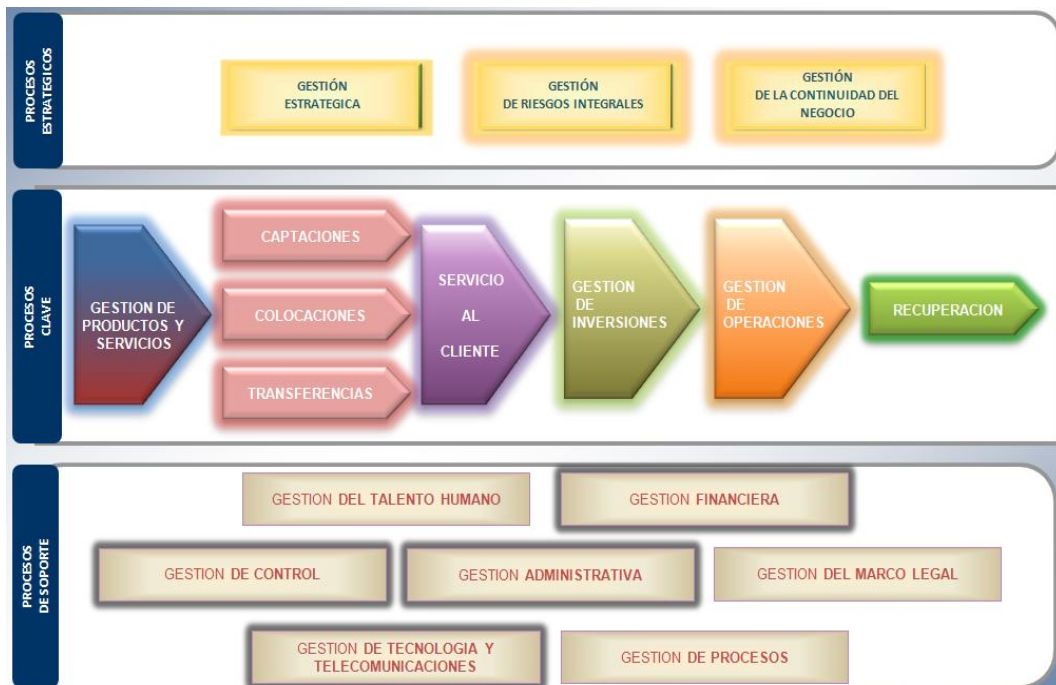 PROCESOS
ESTRATEGICOS
GESTIÓN
ESTRATEGICA
GESTIÓN
DE RIESGOS INTEGRALES
GESTIÓN
DE LA CONTINUIDAD DEL
NEGOCIO
PROCESOS
CLAVE
GESTION DE
PRODUCTOS Y
SERVICIOS
CAPTACIONES
COLOCACIONES
TRANSFERENCIAS
SERVICIO
AL
CLIENTE
GESTION
DE
INVERSIONES
GESTION
DE
OPERACIONES
RECUPERACION
PROCESOS
DE SOPORTE
GESTION DEL TALENTO HUMANO
GESTION FINANCIERA
GESTION DE CONTROL
GESTION ADMINISTRATIVA
GESTION DEL MARCO LEGAL
GESTION DE TECNOLOGIA Y
TELECOMUNICACIONES
GESTION DE PROCESOS